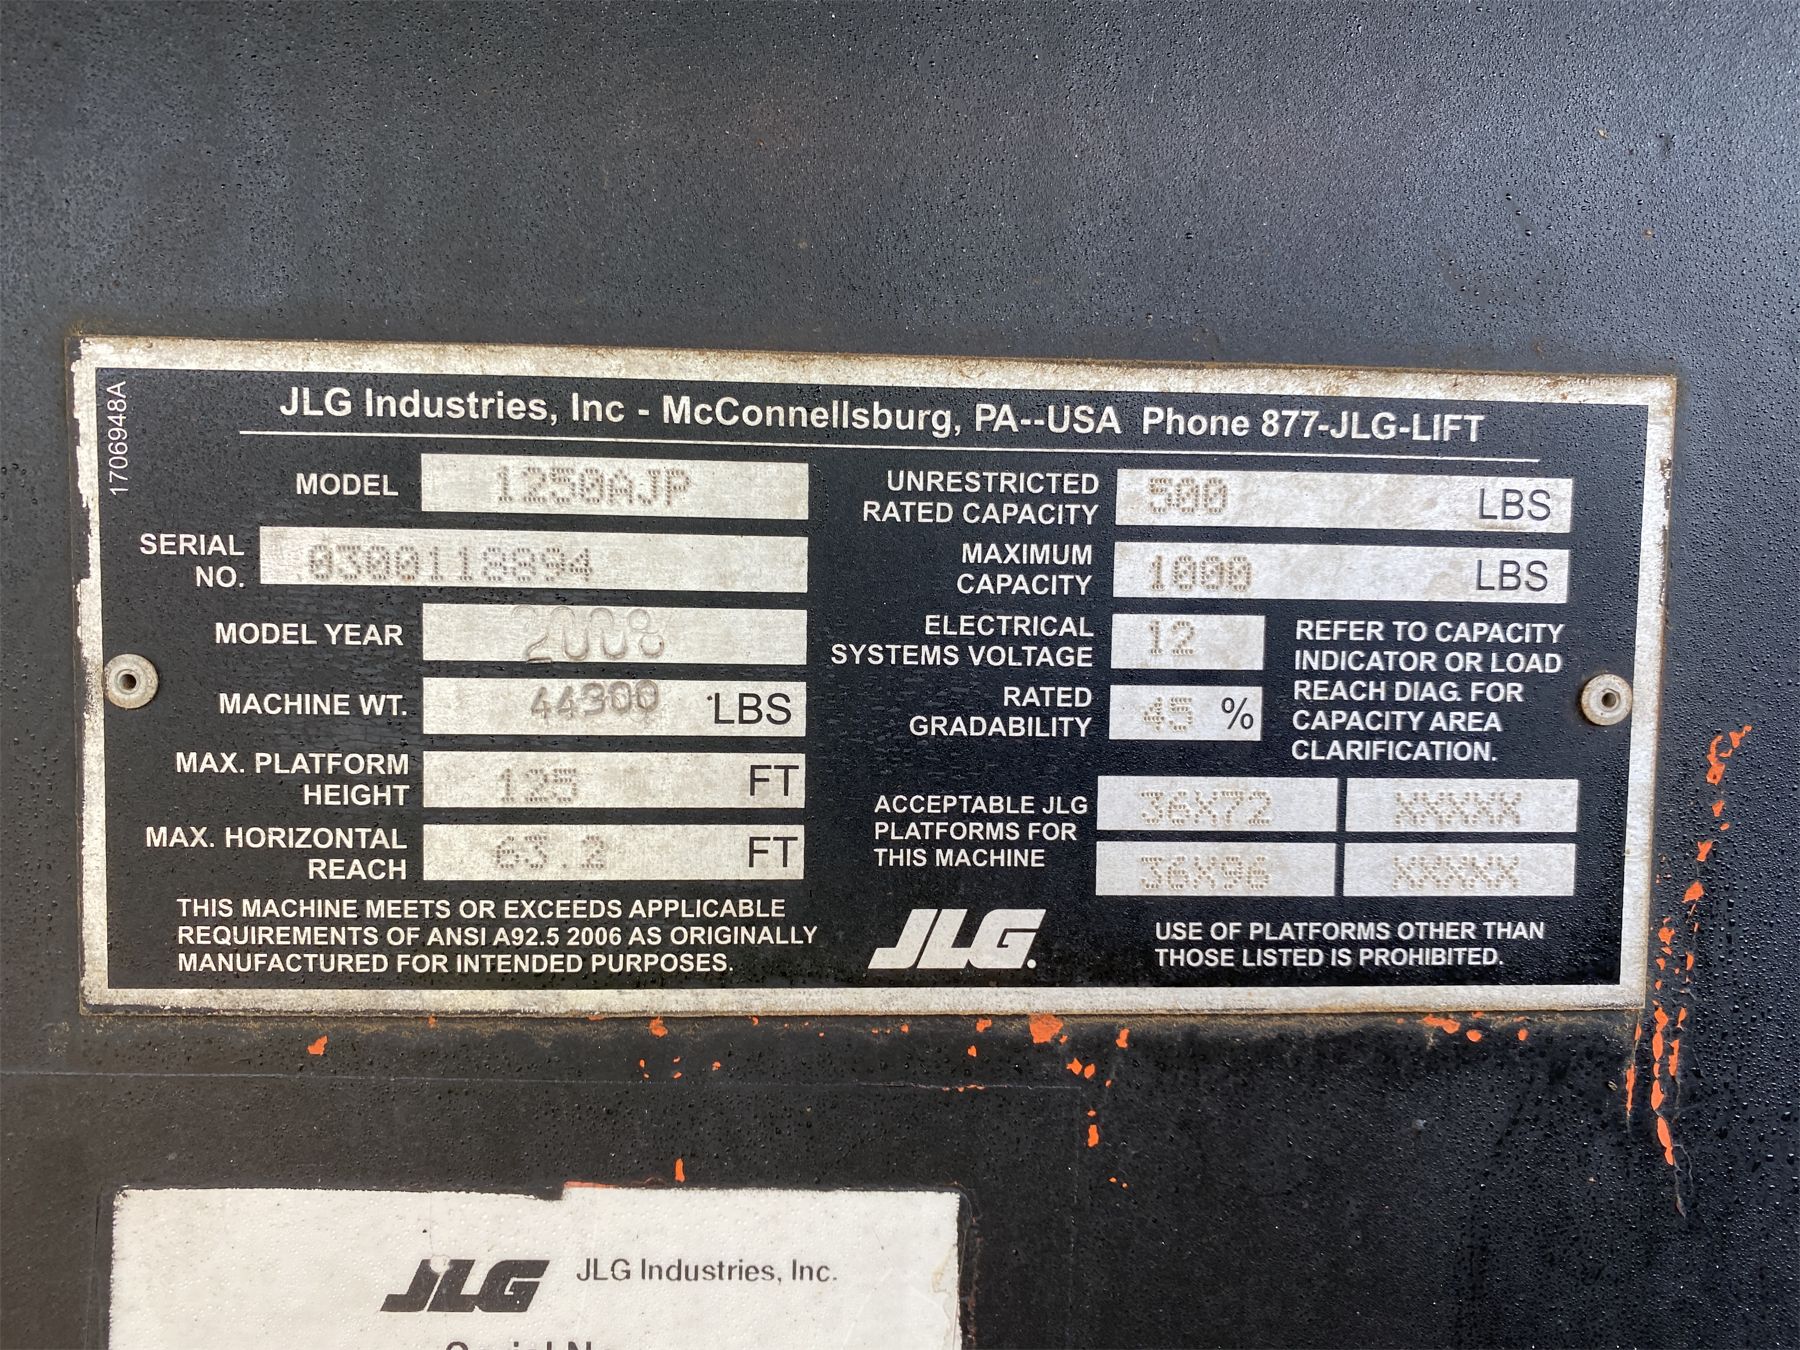 1706948A
JLG Industries, Inc - McConnellsburg, PA--USA Phone 877-JLG-LIFT
MODEL 1250AJP
SERIAL NO. 0300118894
MODEL YEAR 2008
MACHINE WT. 44300 LBS
MAX. PLATFORM HEIGHT 125 FT
MAX. HORIZONTAL REACH 63.2 FT
THIS MACHINE MEETS OR EXCEEDS APPLICABLE
REQUIREMENTS OF ANSI A92.5 2006 AS ORIGINALLY
MANUFACTURED FOR INTENDED PURPOSES.
UNRESTRICTED RATED CAPACITY 500 LBS
MAXIMUM CAPACITY 1000 LBS
ELECTRICAL SYSTEMS VOLTAGE 12
RATED GRADABILITY 45 %
REFER TO CAPACITY
INDICATOR OR LOAD
REACH DIAG. FOR
CAPACITY AREA
CLARIFICATION.
ACCEPTABLE JLG
PLATFORMS FOR
THIS MACHINE
36X72 XXXXX
36X96 XXXXX
JLG.
USE OF PLATFORMS OTHER THAN
THOSE LISTED IS PROHIBITED.
JLG JLG Industries, Inc.